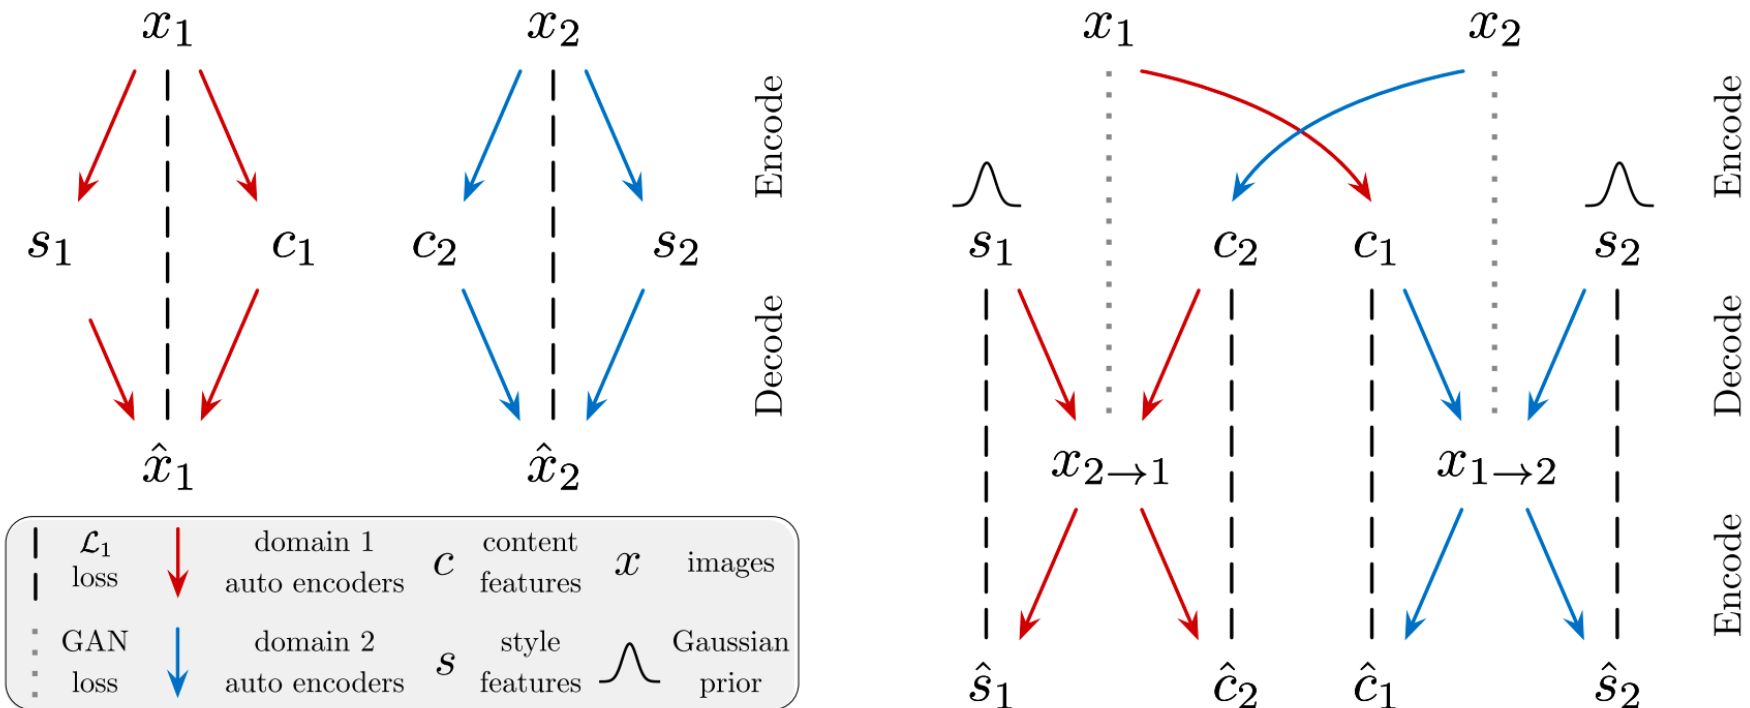 x₁ x₂
Encode
s₁ c₁ c₂ s₂
Decode
x̂₁ x̂₂
ℒ₁ loss
domain 1 auto encoders
c
content features
x
images
GAN loss
domain 2 auto encoders
s
style features
Gaussian prior
x₁ x₂
Encode
s₁ c₂ c₁ s₂
Decode
x₂→₁ x₁→₂
Encode
ŝ₁ ĉ₂ ĉ₁ ŝ₂